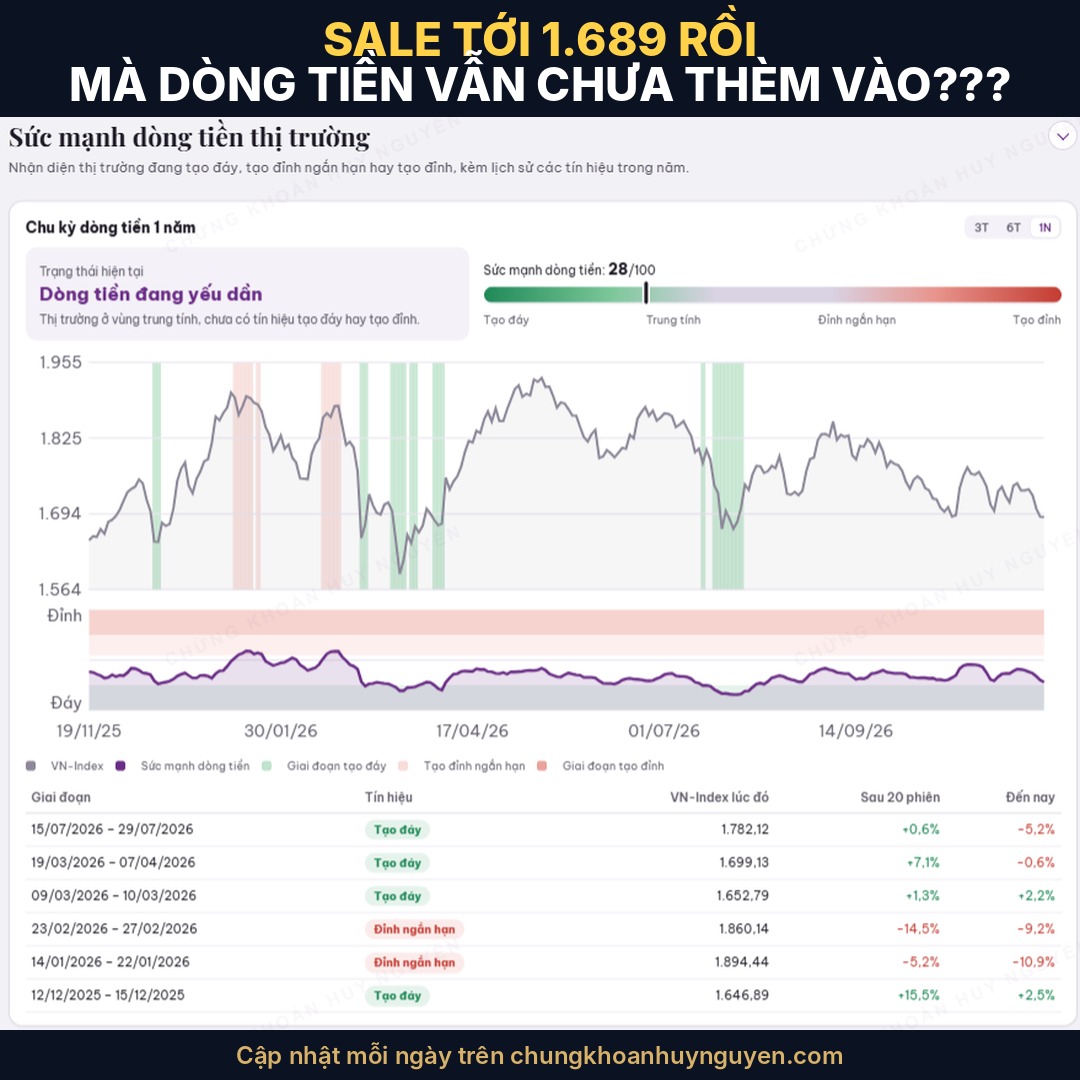 SALE TỚI 1.689 RỒI
MÀ DÒNG TIỀN VẪN CHƯA THÈM VÀO???
Sức mạnh dòng tiền thị trường
Nhận diện thị trường đang tạo đáy, tạo đỉnh ngắn hạn hay tạo đỉnh, kèm lịch sử các tín hiệu trong năm.
Chu kỳ dòng tiền 1 năm
3T 6T 1N
Trạng thái hiện tại
Dòng tiền đang yếu dần
Thị trường ở vùng trung tính, chưa có tín hiệu tạo đáy hay tạo đỉnh.
Sức mạnh dòng tiền: 28/100
Tạo đáy Trung tính Đỉnh ngắn hạn Tạo đỉnh
1.955
1.825
1.694
1.564
Đỉnh
Đáy
19/11/25 30/01/26 17/04/26 01/07/26 14/09/26
VN-Index Sức mạnh dòng tiền Giai đoạn tạo đáy Tạo đỉnh ngắn hạn Giai đoạn tạo đỉnh
Giai đoạn Tín hiệu VN-Index lúc đó Sau 20 phiên Đến nay
15/07/2026 – 29/07/2026 Tạo đáy 1.782,12 +0,6% -5,2%
19/03/2026 – 07/04/2026 Tạo đáy 1.699,13 +7,1% -0,6%
09/03/2026 – 10/03/2026 Tạo đáy 1.652,79 +1,3% +2,2%
23/02/2026 – 27/02/2026 Đỉnh ngắn hạn 1.860,14 -14,5% -9,2%
14/01/2026 – 22/01/2026 Đỉnh ngắn hạn 1.894,44 -5,2% -10,9%
12/12/2025 – 15/12/2025 Tạo đáy 1.646,89 +15,5% +2,5%
CHỨNG KHOÁN HUY NGUYỄN
Cập nhật mỗi ngày trên chungkhoanhuynguyen.com